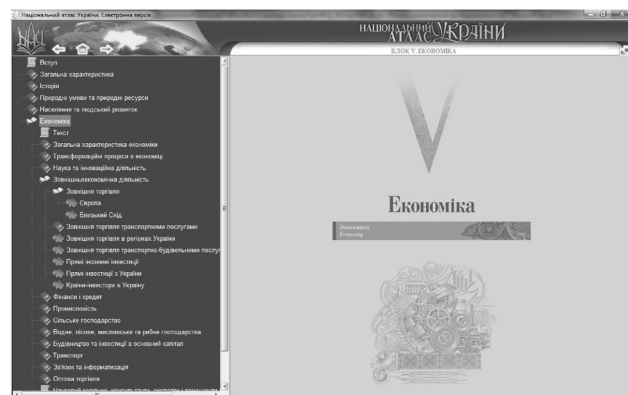 Національний атлас України. Електронна версія
НАЦІОНАЛЬНИЙ АТЛАС УКРАЇНИ
БЛОК V. ЕКОНОМІКА
Вступ
Загальна характеристика
Історія
Природні умови та природні ресурси
Населення та людський розвиток
Економіка
Текст
Загальна характеристика економіки
Трансформаційні процеси в економіці
Наука та інноваційна діяльність
Зовнішньоекономічна діяльність
Зовнішня торгівля
Європа
Близький Схід
Зовнішня торгівля транспортними послугами
Зовнішня торгівля в регіонах України
Зовнішня торгівля транспортно-будівельними послуг
Прямі іноземні інвестиції
Прямі інвестиції з України
Країни-інвестори в Україну
Фінанси і кредит
Промисловість
Сільське господарство
Водне, лісове, мисливське та рибне господарства
Будівництво та інвестиції в основний капітал
Транспорт
Зв'язок та інформатизація
Оптова торгівля
V
Економіка
Экономика
Economy